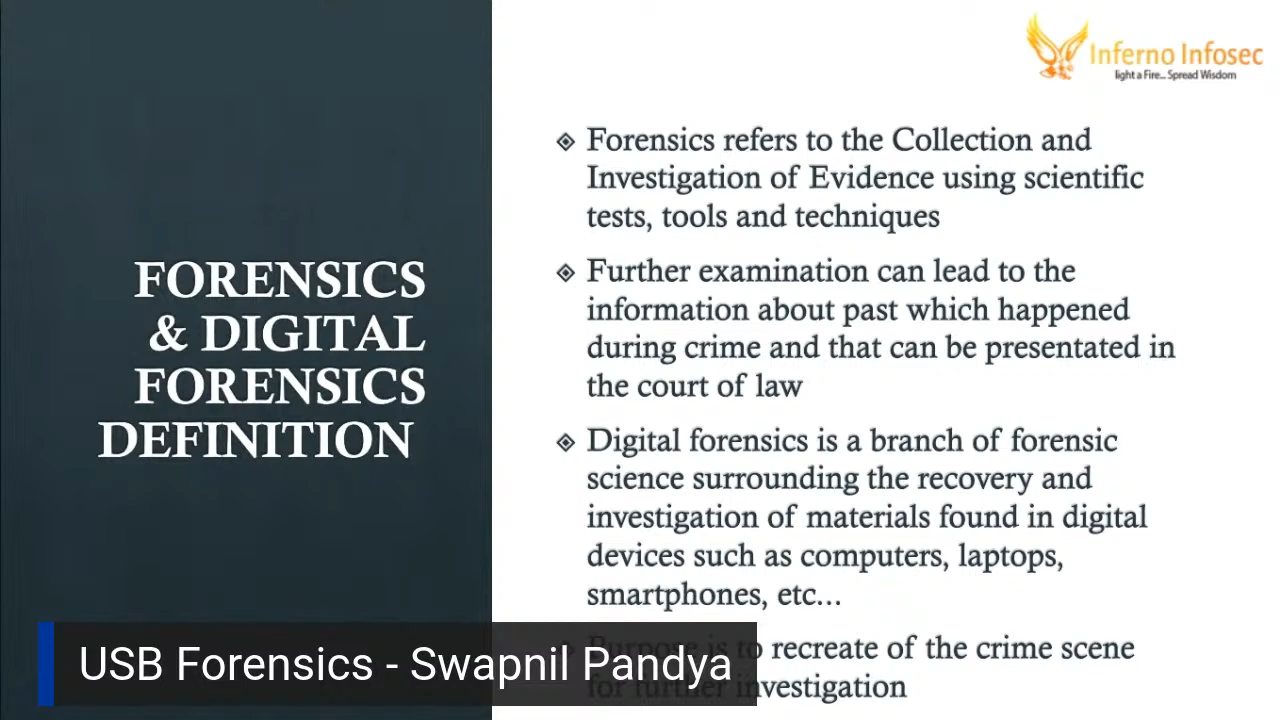 Inferno Infosec
light a Fire... Spread Wisdom
FORENSICS
& DIGITAL
FORENSICS
DEFINITION
Forensics refers to the Collection and
Investigation of Evidence using scientific
tests, tools and techniques
Further examination can lead to the
information about past which happened
during crime and that can be presentated in
the court of law
Digital forensics is a branch of forensic
science surrounding the recovery and
investigation of materials found in digital
devices such as computers, laptops,
smartphones, etc...
Purpose is to recreate of the crime scene
for further investigation
USB Forensics - Swapnil Pandya